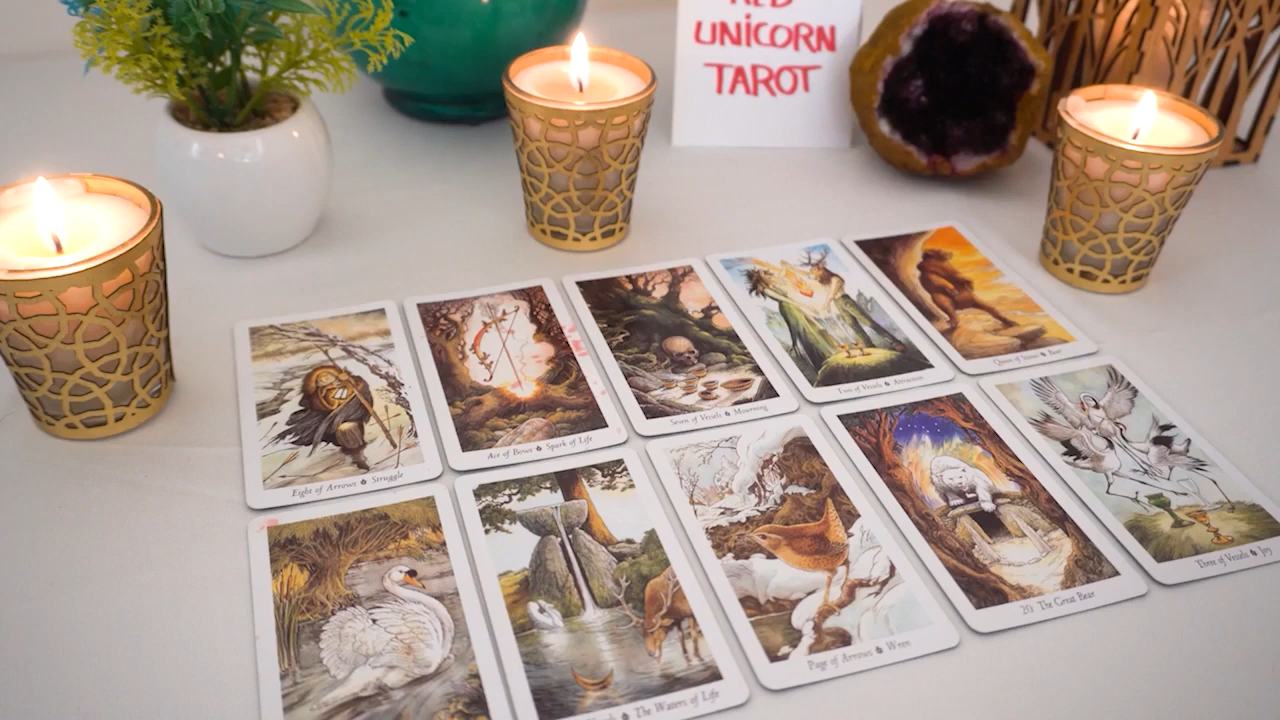 RED
UNICORN
TAROT
Eight of Arrows Struggle
Ace of Bows Spark of Life
Seven of Vessels Mourning
Two of Vessels Attraction
Queen of Stones Bear
The Waters of Life
Page of Arrows Wren
20 The Great Bear
Three of Vessels Joy